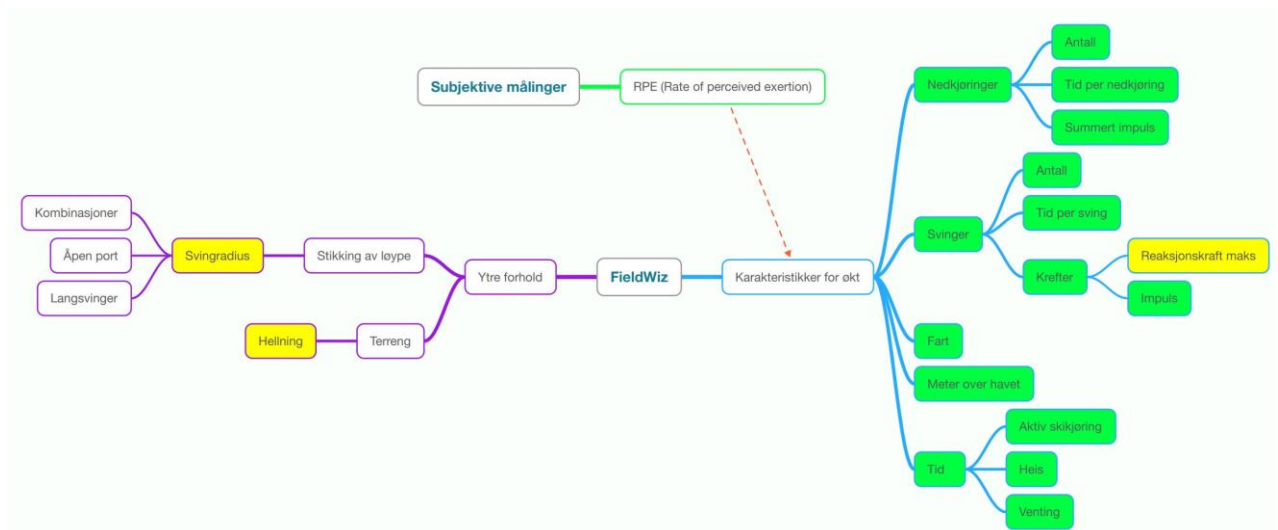 Subjektive målinger
RPE (Rate of perceived exertion)
Kombinasjoner
Åpen port
Langsvinger
Svingradius
Stikking av løype
Hellning
Terreng
Ytre forhold
FieldWiz
Karakteristikker for økt
Nedkjøringer
Antall
Tid per nedkjøring
Summert impuls
Svinger
Antall
Tid per sving
Krefter
Reaksjonskraft maks
Impuls
Fart
Meter over havet
Tid
Aktiv skikjøring
Heis
Venting